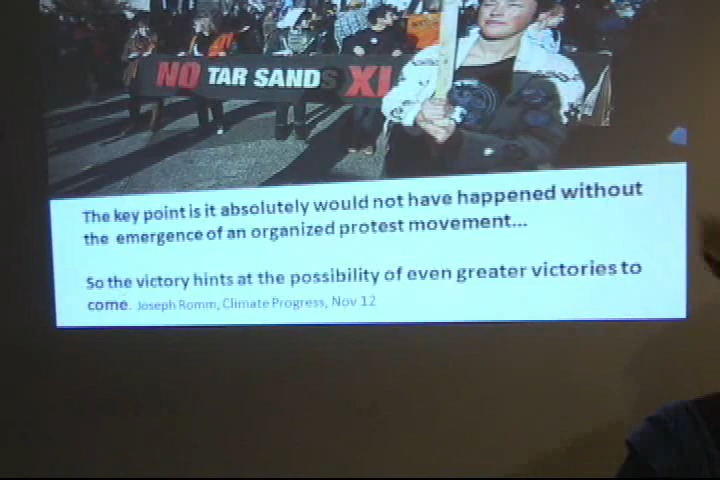 NO TAR SANDS XL
The key point is it absolutely would not have happened without
the emergence of an organized protest movement...
So the victory hints at the possibility of even greater victories to
come. Joseph Romm, Climate Progress, Nov 12